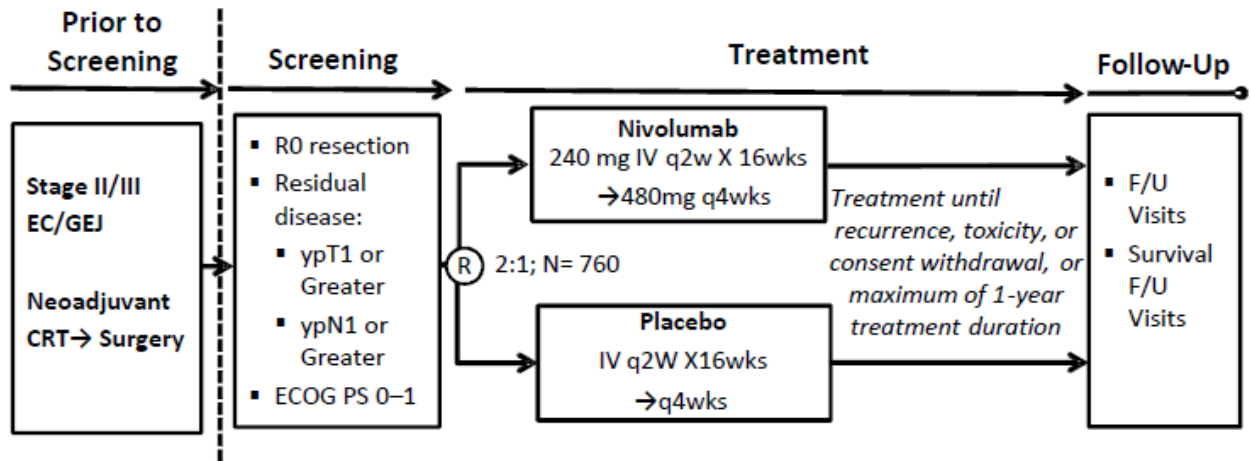 Prior to
Screening
Screening
Treatment
Follow-Up
Stage II/III
EC/GEJ
Neoadjuvant
CRT→ Surgery
▪ R0 resection
▪ Residual
disease:
▪ ypT1 or
Greater
▪ ypN1 or
Greater
▪ ECOG PS 0–1
R
2:1; N= 760
Nivolumab
240 mg IV q2w X 16wks
→480mg q4wks
Placebo
IV q2W X16wks
→q4wks
Treatment until
recurrence, toxicity, or
consent withdrawal, or
maximum of 1-year
treatment duration
▪ F/U
Visits
▪ Survival
F/U
Visits